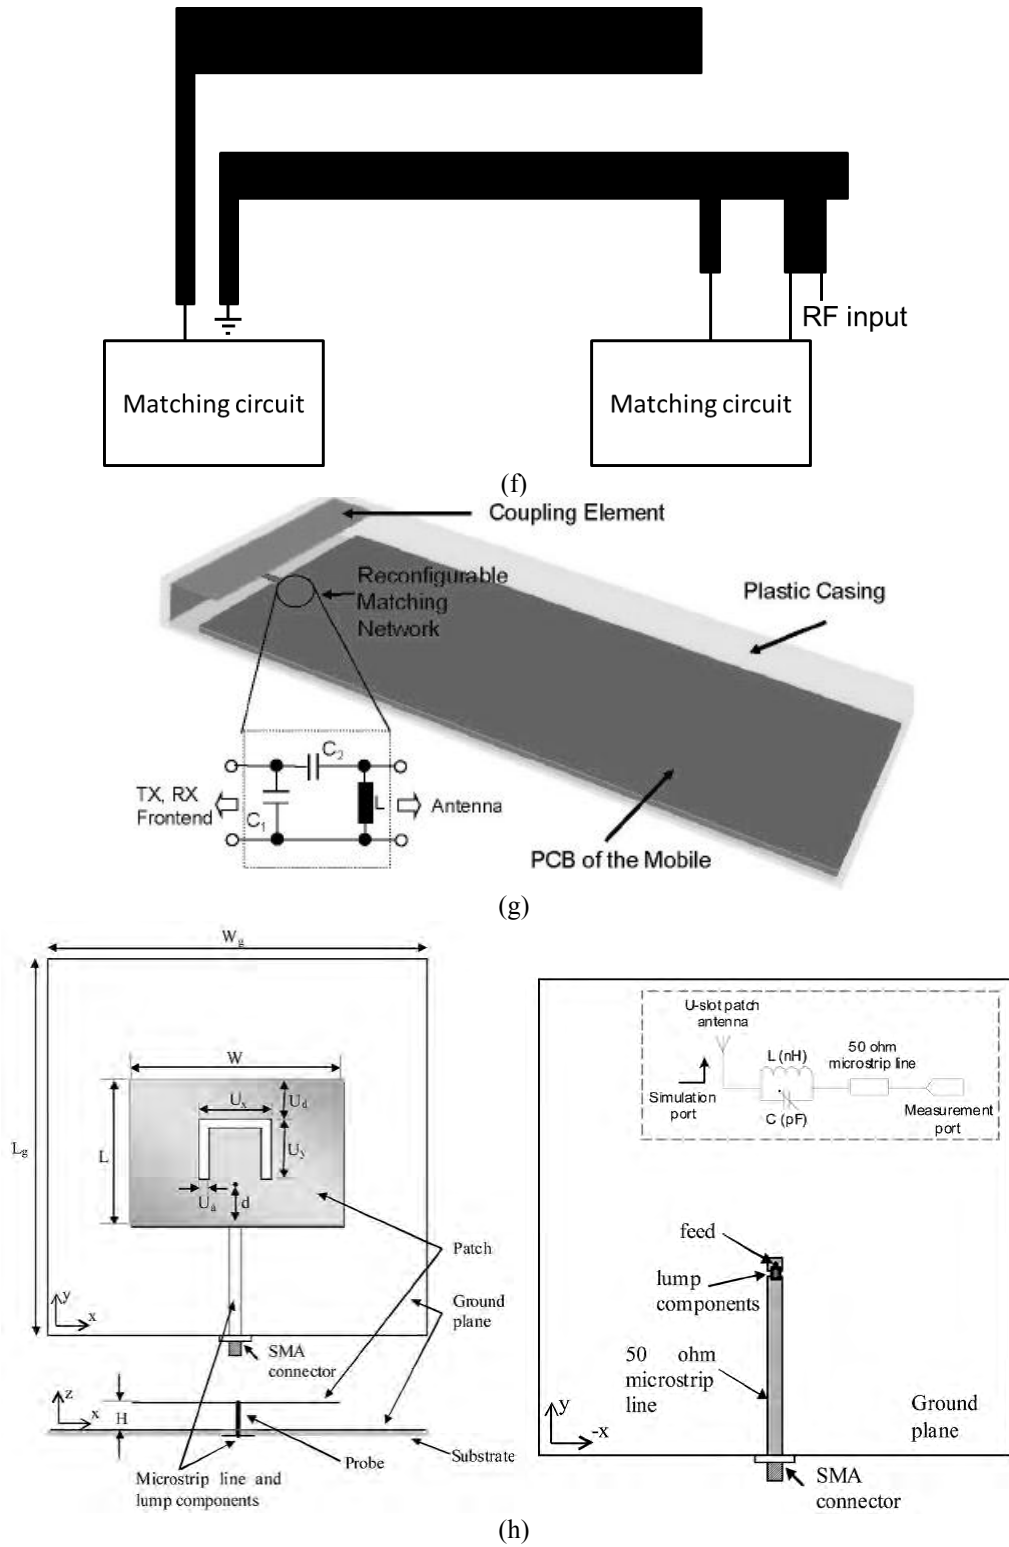 RF input
Matching circuit
Matching circuit
(f)
Coupling Element
Reconfigurable
Matching
Network
Plastic Casing
C2
TX, RX
Frontend
C1
L
Antenna
PCB of the Mobile
(g)
Wg
W
Ux
Ud
Lg
L
Uy
Ua
d
Patch
Ground
plane
y
x
SMA
connector
z
x
H
Probe
Substrate
Microstrip line and
lump components
U-slot patch
antenna
L (nH)
50 ohm
microstrip line
Simulation
port
C (pF)
Measurement
port
feed
lump
components
50 ohm
microstrip
line
y
-x
Ground
plane
SMA
connector
(h)